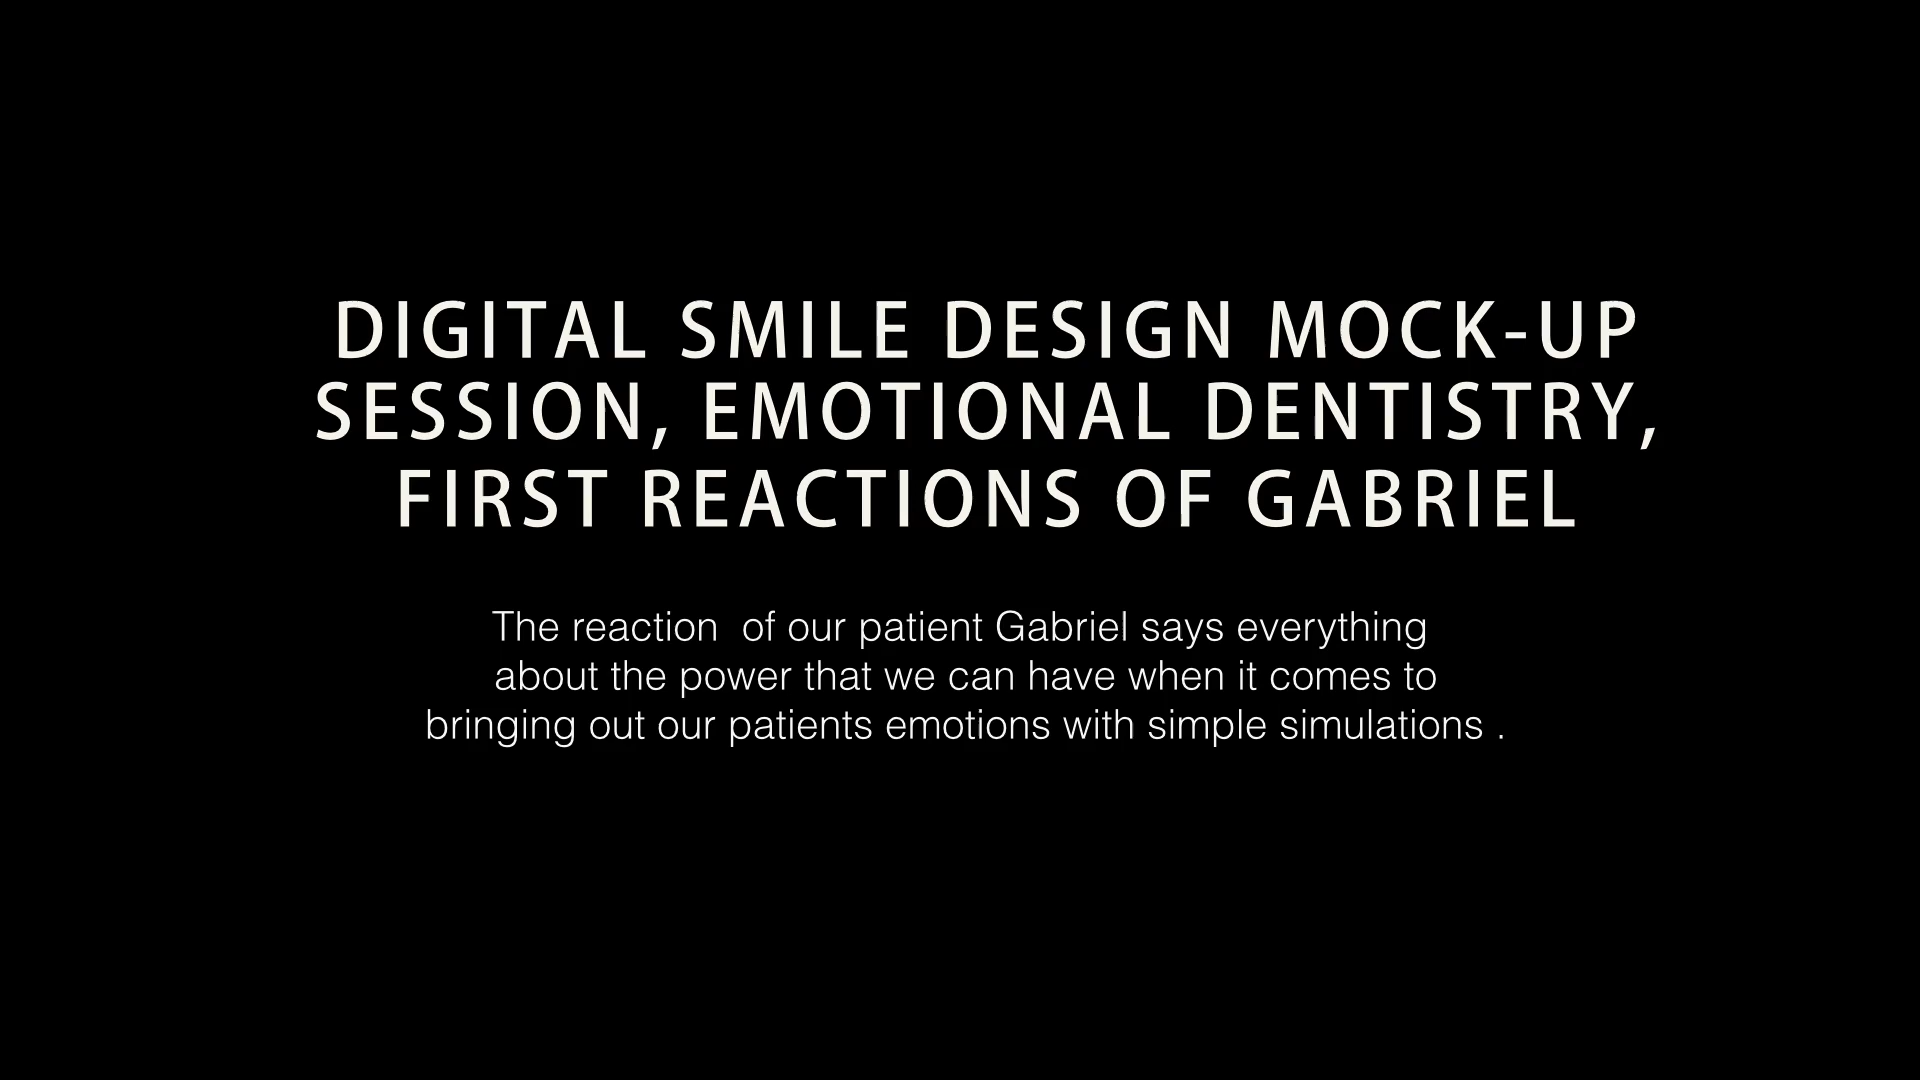 DIGITAL SMILE DESIGN MOCK-UP
SESSION, EMOTIONAL DENTISTRY,
FIRST REACTIONS OF GABRIEL
The reaction  of our patient Gabriel says everything
about the power that we can have when it comes to
bringing out our patients emotions with simple simulations .